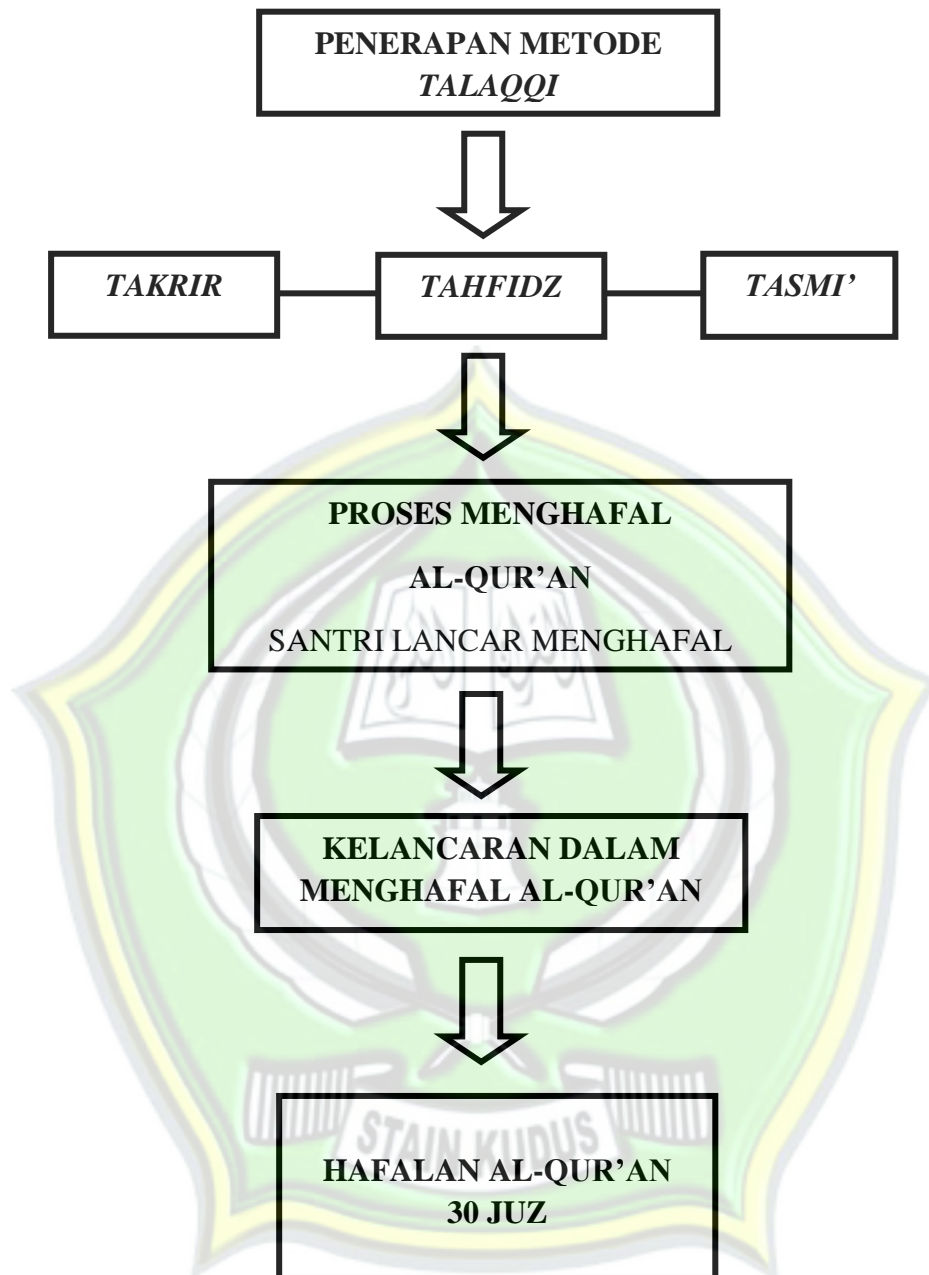 PENERAPAN METODE
TALAQQI
TAKRIR
TAHFIDZ
TASMI’
PROSES MENGHAFAL
AL-QUR’AN
SANTRI LANCAR MENGHAFAL
KELANCARAN DALAM
MENGHAFAL AL-QUR’AN
STAIN KUDUS
HAFALAN AL-QUR’AN
30 JUZ